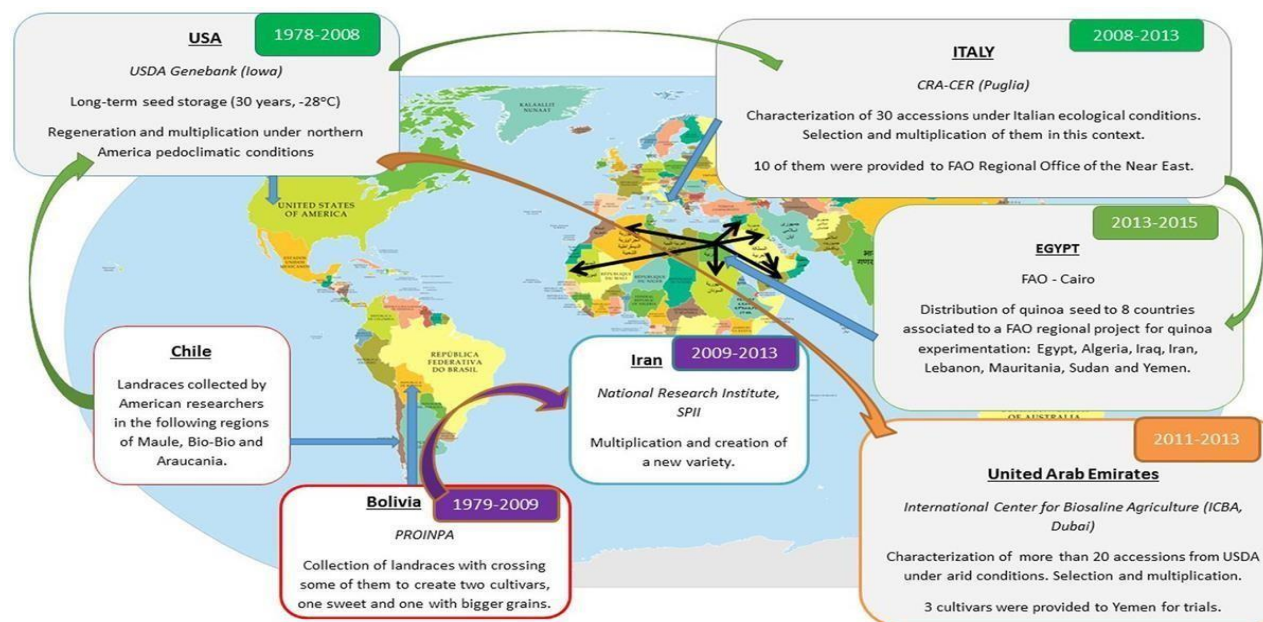 USA
1978-2008
USDA Genebank (Iowa)
Long-term seed storage (30 years, -28°C)
Regeneration and multiplication under northern
America pedoclimatic conditions
ITALY
2008-2013
CRA-CER (Puglia)
Characterization of 30 accessions under Italian ecological conditions.
Selection and multiplication of them in this context.
10 of them were provided to FAO Regional Office of the Near East.
2013-2015
EGYPT
FAO - Cairo
Distribution of quinoa seed to 8 countries
associated to a FAO regional project for quinoa
experimentation: Egypt, Algeria, Iraq, Iran,
Lebanon, Mauritania, Sudan and Yemen.
KALAALLIT
NUNAAT
UNITED STATES
OF AMERICA
ESTADOS UNIDOS
MEXICANOS
REPÚBLICA
FEDERATIVA
DO BRASIL
Chile
Landraces collected by
American researchers
in the following regions
of Maule, Bio-Bio and
Araucania.
Iran
2009-2013
National Research Institute,
SPII
Multiplication and creation of
a new variety.
OF AUSTRALIA
2011-2013
United Arab Emirates
International Center for Biosaline Agriculture (ICBA,
Dubai)
Characterization of more than 20 accessions from USDA
under arid conditions. Selection and multiplication.
3 cultivars were provided to Yemen for trials.
Bolivia
1979-2009
PROINPA
Collection of landraces with crossing
some of them to create two cultivars,
one sweet and one with bigger grains.